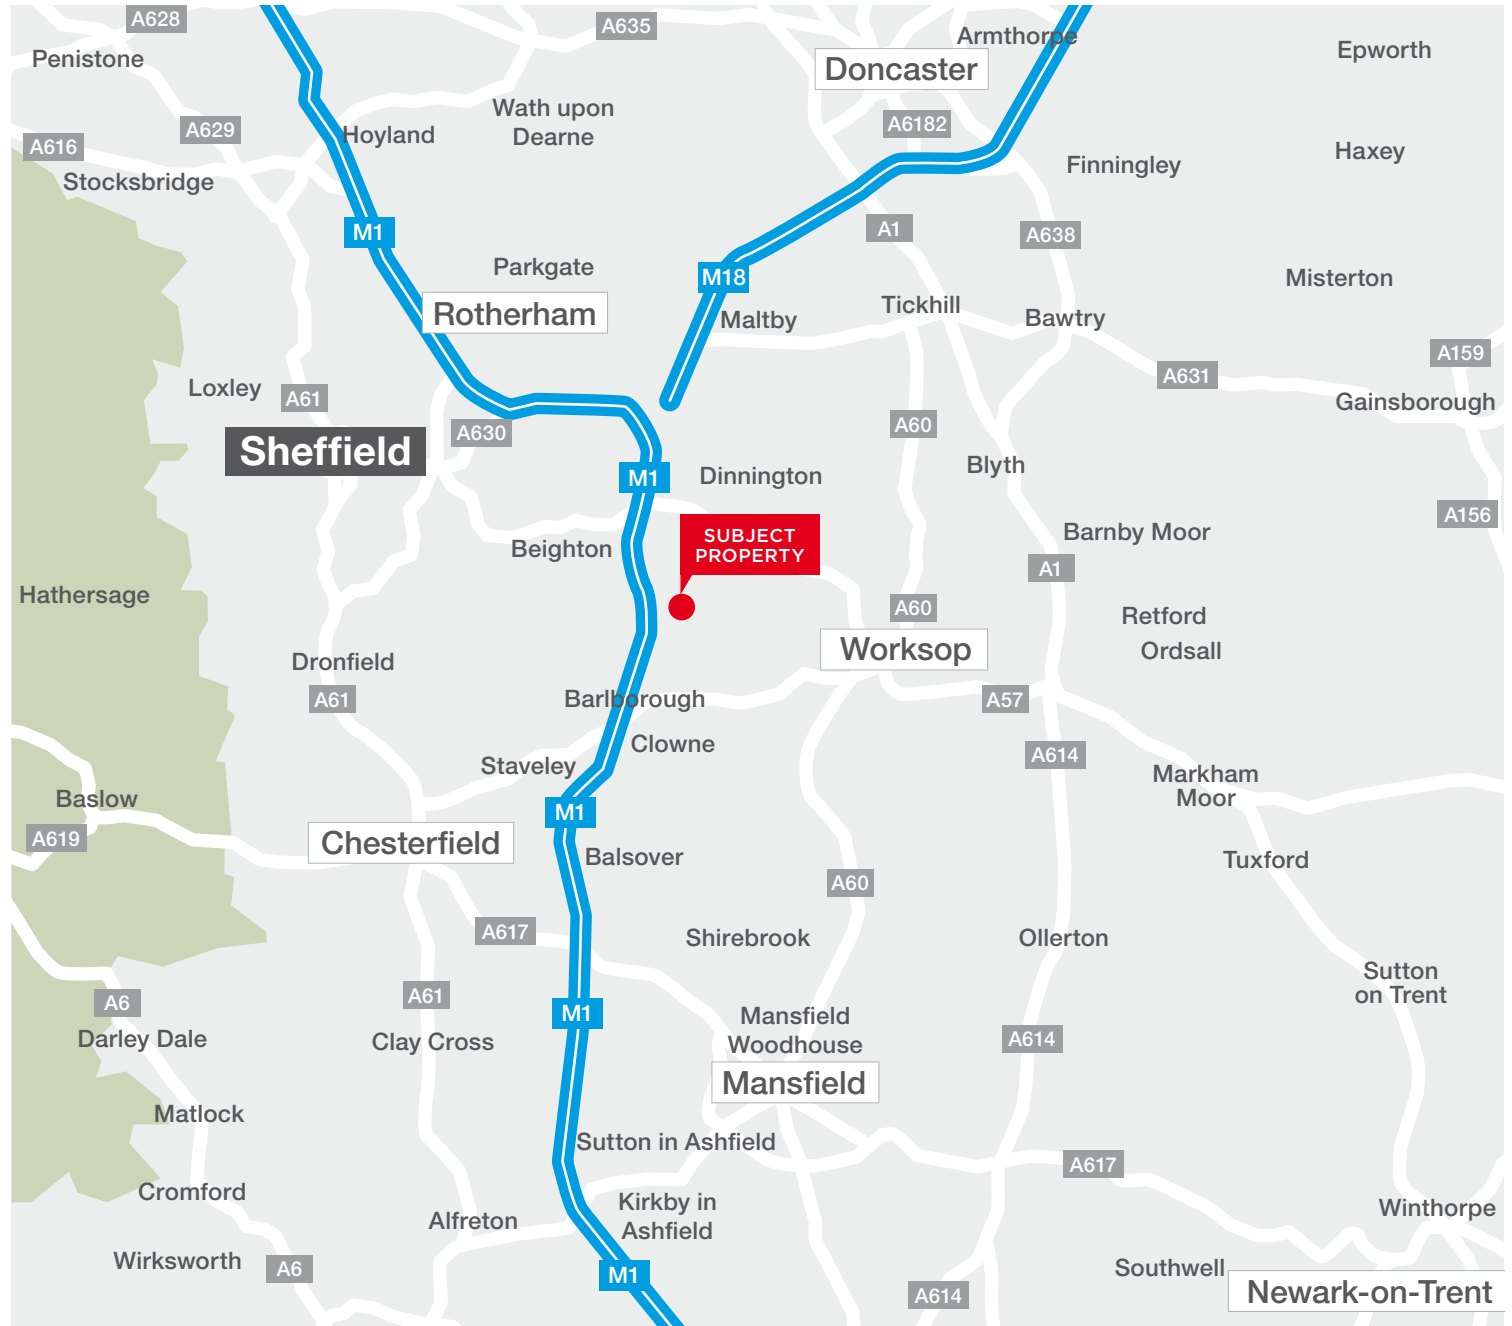 A628
A635
Armthorpe
Penistone
Epworth
Doncaster
Wath upon
Dearne
A629
Hoyland
A6182
A616
Haxey
Finningley
Stocksbridge
M1
A1
A638
Parkgate
M18
Misterton
Rotherham
Maltby
Tickhill
Bawtry
A159
A631
Loxley
A61
Gainsborough
A630
A60
Sheffield
Blyth
M1
Dinnington
A156
SUBJECT
PROPERTY
Barnby Moor
Beighton
A1
Hathersage
A60
Retford
Worksop
Ordsall
Dronfield
A61
Barlborough
A57
Clowne
A614
Staveley
Markham
Moor
Baslow
M1
A619
Chesterfield
Balsover
Tuxford
A60
A617
Shirebrook
Ollerton
Sutton
on Trent
A6
A61
M1
Mansfield
Woodhouse
Darley Dale
Clay Cross
A614
Mansfield
Matlock
Sutton in Ashfield
A617
Cromford
Kirkby in
Ashfield
Winthorpe
Alfreton
Wirksworth
A6
M1
Southwell
A614
Newark-on-Trent